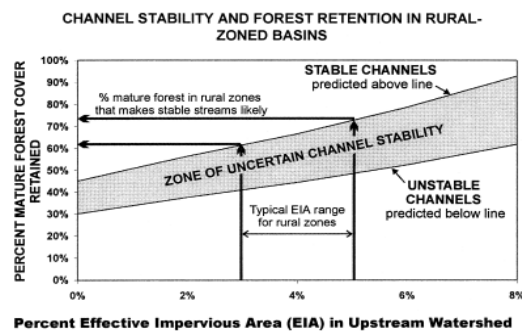 CHANNEL STABILITY AND FOREST RETENTION IN RURAL-
ZONED BASINS
PERCENT MATURE FOREST COVER
RETAINED
100%
90%
80%
70%
60%
50%
40%
30%
20%
10%
0%
% mature forest in rural zones
that makes stable streams likely
STABLE CHANNELS
predicted above line
ZONE OF UNCERTAIN CHANNEL STABILITY
UNSTABLE
CHANNELS
predicted below line
Typical EIA range
for rural zones
0%
2%
4%
6%
8%
Percent Effective Impervious Area (EIA) in Upstream Watershed